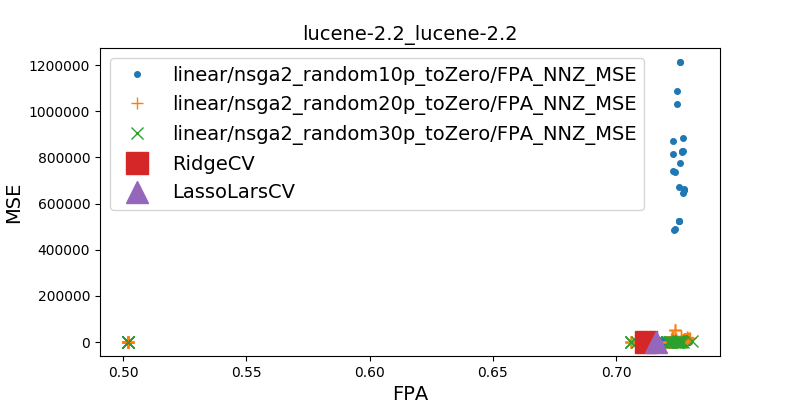 lucene-2.2_lucene-2.2
linear/nsga2_random10p_toZero/FPA_NNZ_MSE
linear/nsga2_random20p_toZero/FPA_NNZ_MSE
linear/nsga2_random30p_toZero/FPA_NNZ_MSE
RidgeCV
LassoLarsCV
MSE
1200000
1000000
800000
600000
400000
200000
0
0.50 0.55 0.60 0.65 0.70
FPA